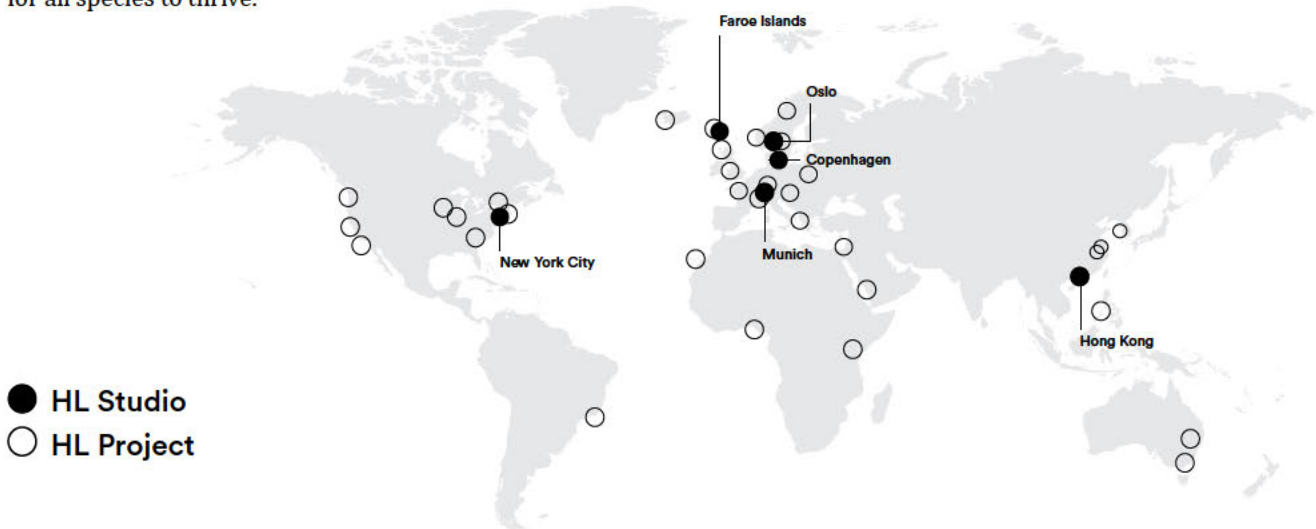 for all species to thrive.
Faroe Islands
Oslo
Copenhagen
Munich
New York City
Hong Kong
HL Studio
HL Project